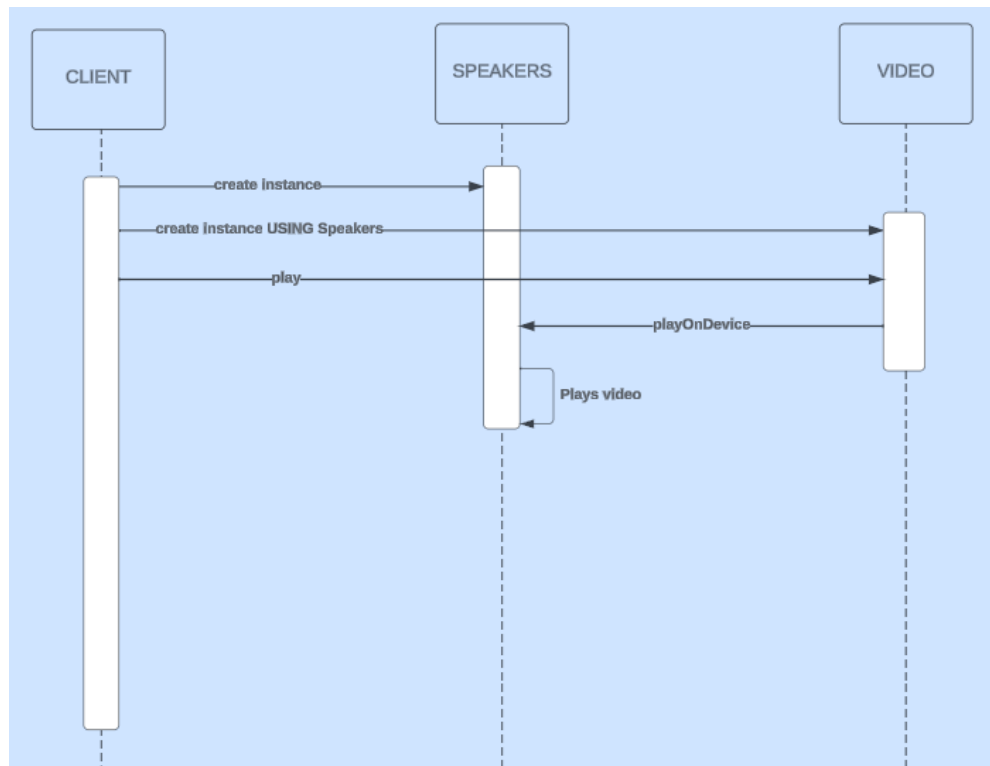 CLIENT
SPEAKERS
VIDEO
create instance
create instance USING Speakers
play
playOnDevice
Plays video